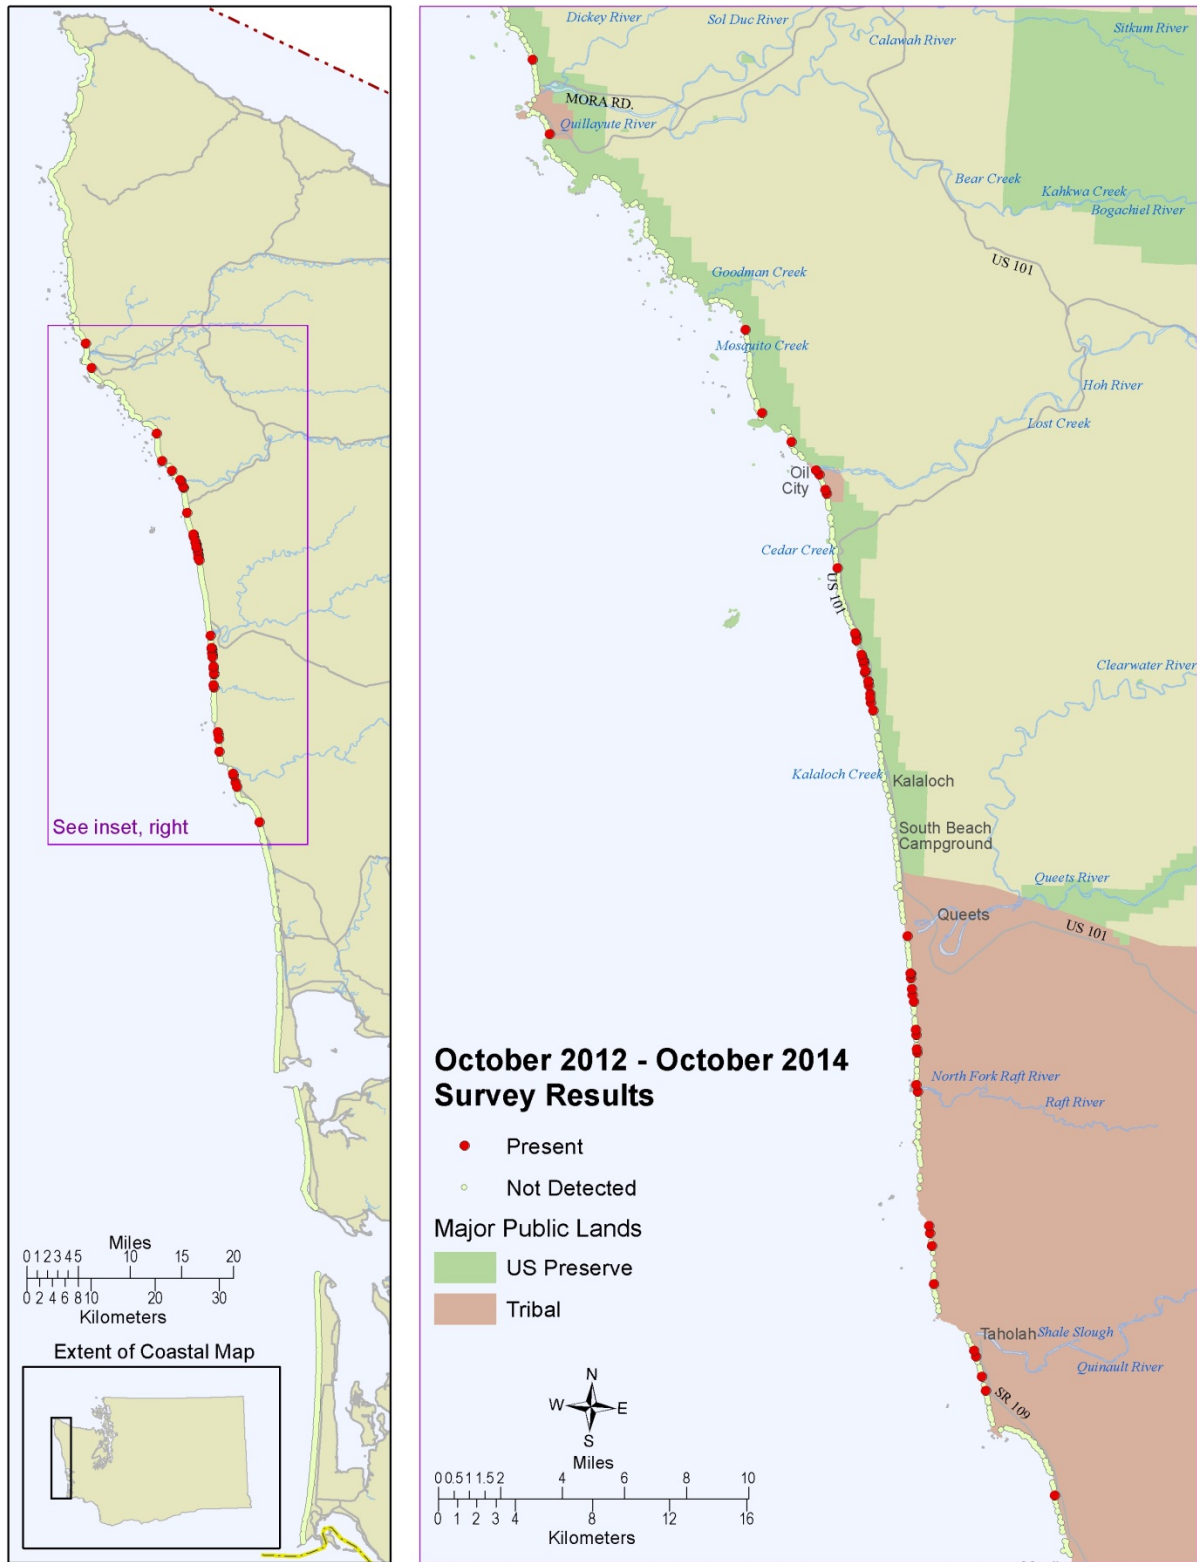 See inset, right
Miles
0 1 2 3 4 5 10 15 20
0 2 4 6 8 10 20 30
Kilometers
Extent of Coastal Map
Dickey River
Sol Duc River
Calawah River
Sitkum River
MORA RD.
Quillayute River
Bear Creek
Kahkwa Creek
Bogachiel River
US 101
Goodman Creek
Mosquito Creek
Hoh River
Lost Creek
Oil
City
Cedar Creek
US 101
Clearwater River
Kalaloch Creek
Kalaloch
South Beach
Campground
Queets River
Queets
US 101
October 2012 - October 2014
Survey Results
Present
Not Detected
Major Public Lands
US Preserve
Tribal
North Fork Raft River
Raft River
Taholah
Shale Slough
Quinault River
SR 109
N
W E
S
Miles
0 0.5 1 1.5 2 4 6 8 10
0 1 2 3 4 8 12 16
Kilometers